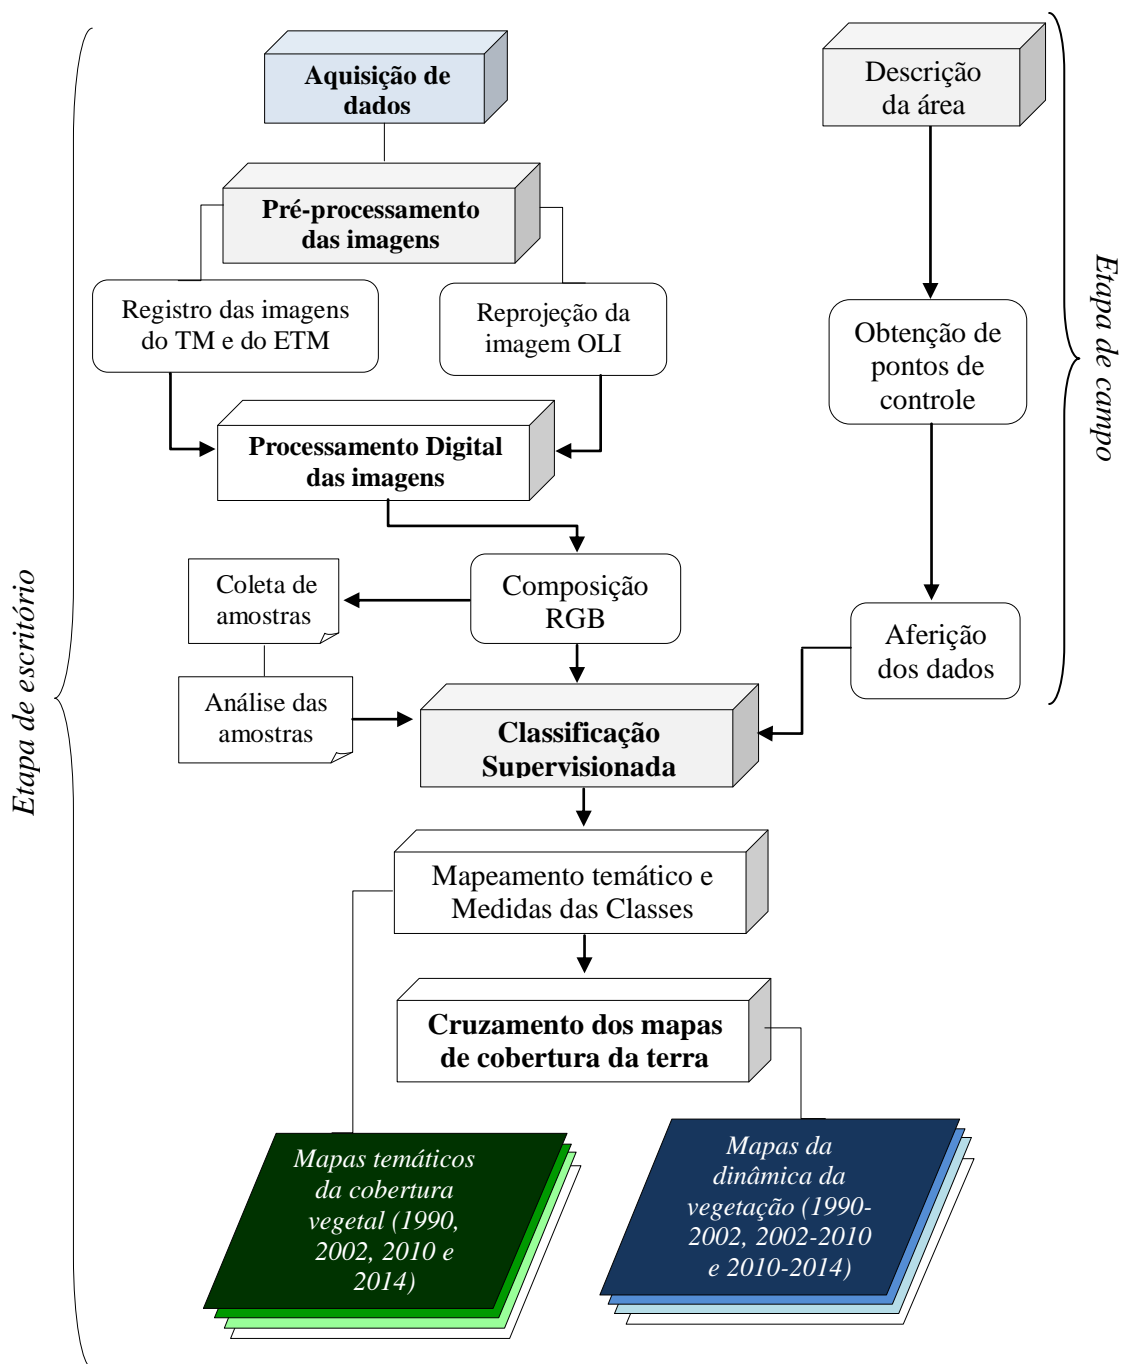 Aquisição de
dados
Descrição
da área
Pré-processamento
das imagens
Registro das imagens
do TM e do ETM
Reprojeção da
imagem OLI
Obtenção de
pontos de
controle
Etapa de campo
Processamento Digital
das imagens
Coleta de
amostras
Composição
RGB
Aferição
dos dados
Etapa de escritório
Análise das
amostras
Classificação
Supervisionada
Mapeamento temático e
Medidas das Classes
Cruzamento dos mapas
de cobertura da terra
Mapas temáticos
da cobertura
vegetal (1990,
2002, 2010 e
2014)
Mapas da
dinâmica da
vegetação (1990-
2002, 2002-2010
e 2010-2014)